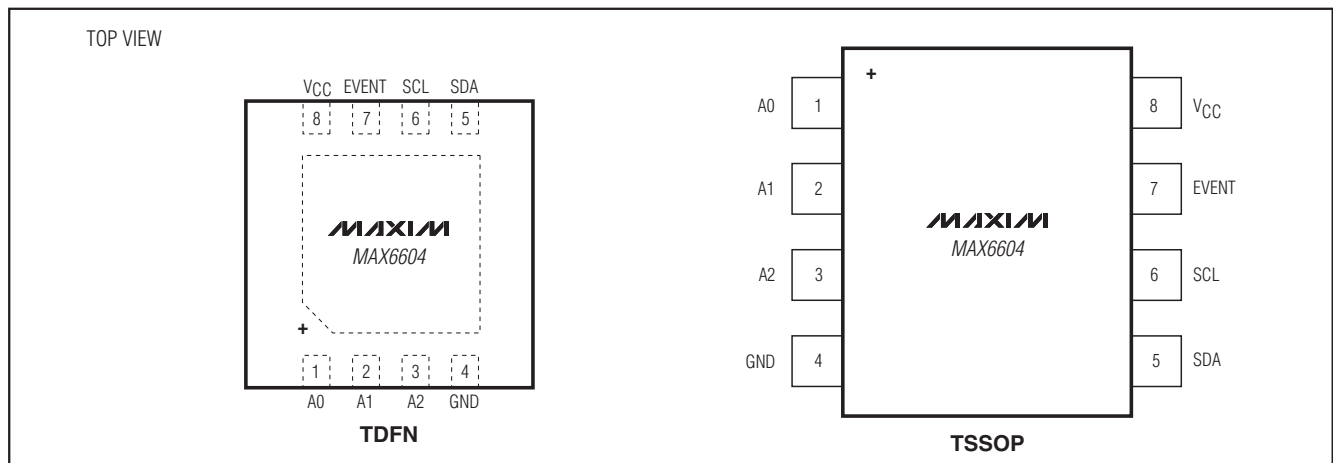 TOP VIEW
VCC EVENT SCL SDA
8 7 6 5
MAXIM
MAX6604
+
1 2 3 4
A0 A1 A2 GND
TDFN
+
A0 1 8 VCC
A1 2 7 EVENT
MAXIM
MAX6604
A2 3 6 SCL
GND 4 5 SDA
TSSOP